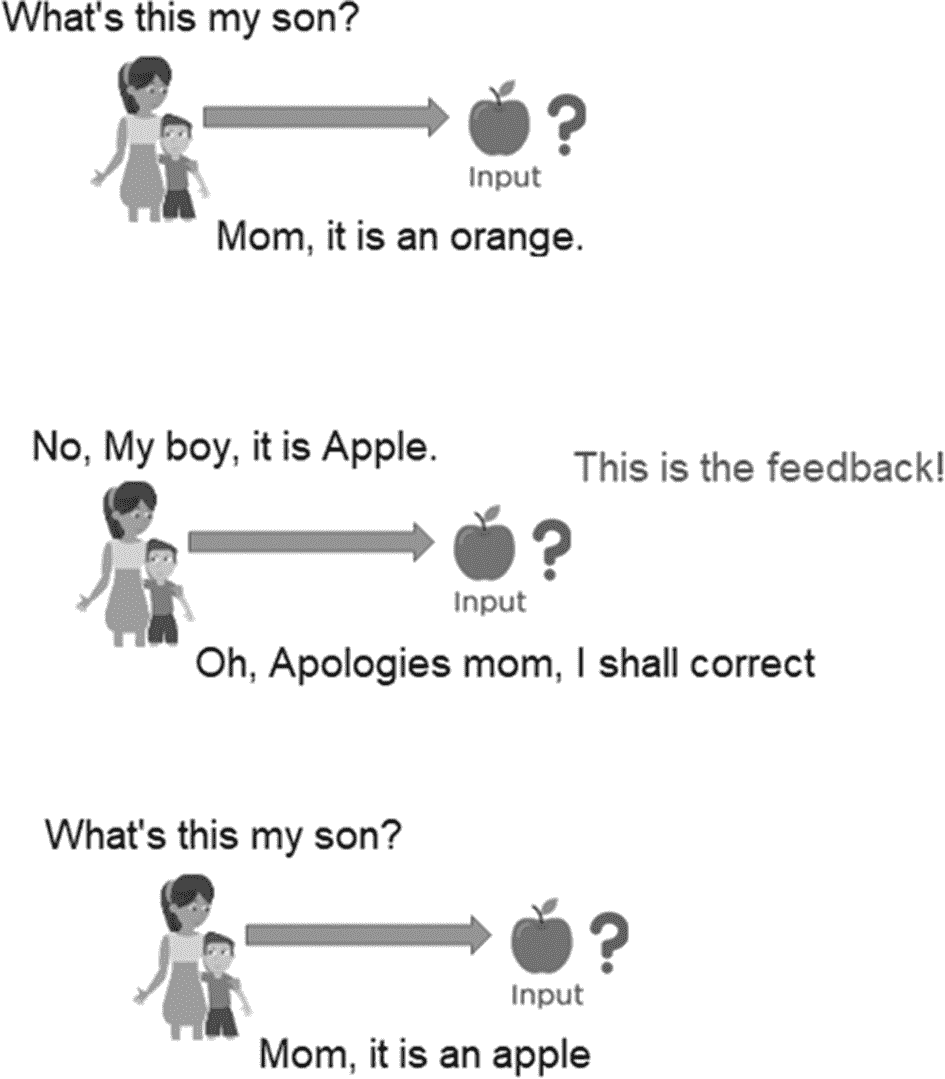 What's this my son?
?
Input
Mom, it is an orange.
No, My boy, it is Apple.
This is the feedback!
?
Input
Oh, Apologies mom, I shall correct
What's this my son?
?
Input
Mom, it is an apple